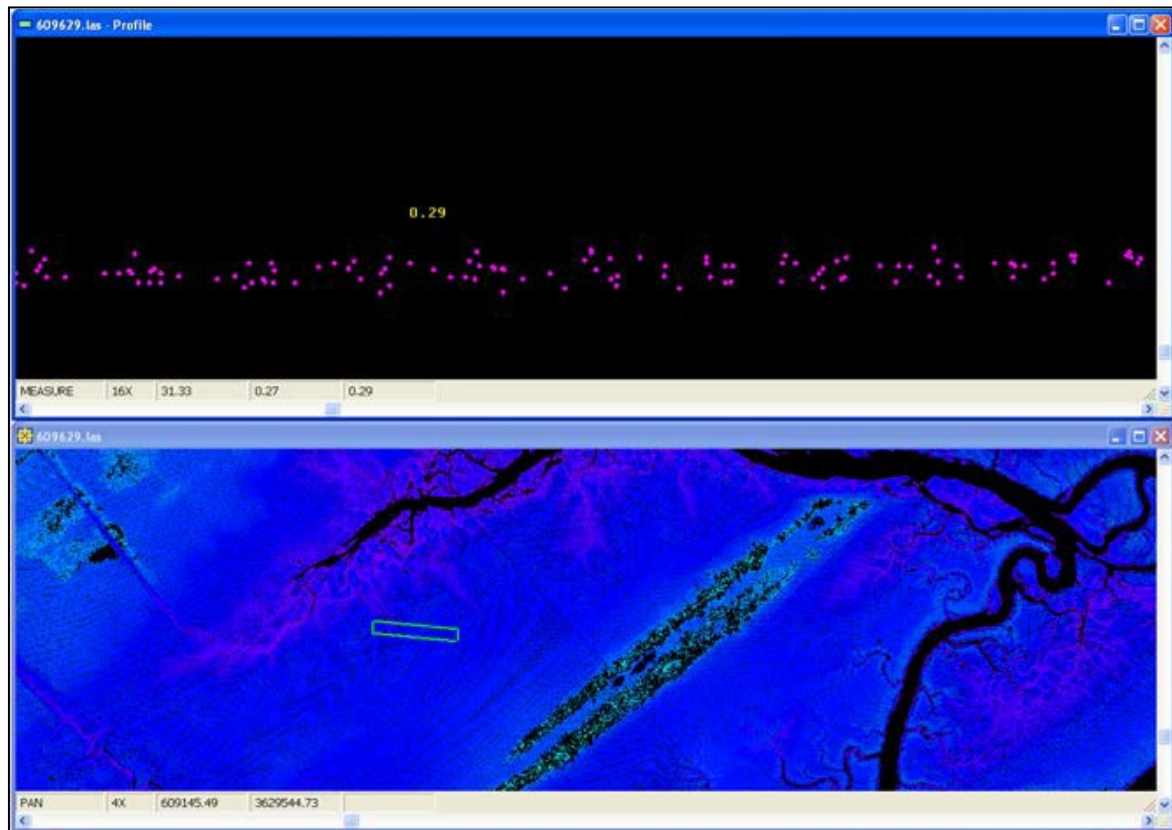 609629.las - Profile
0.29
MEASURE 16X 31.33 0.27 0.29
609629.las
PAN 4X 609145.49 3629544.73